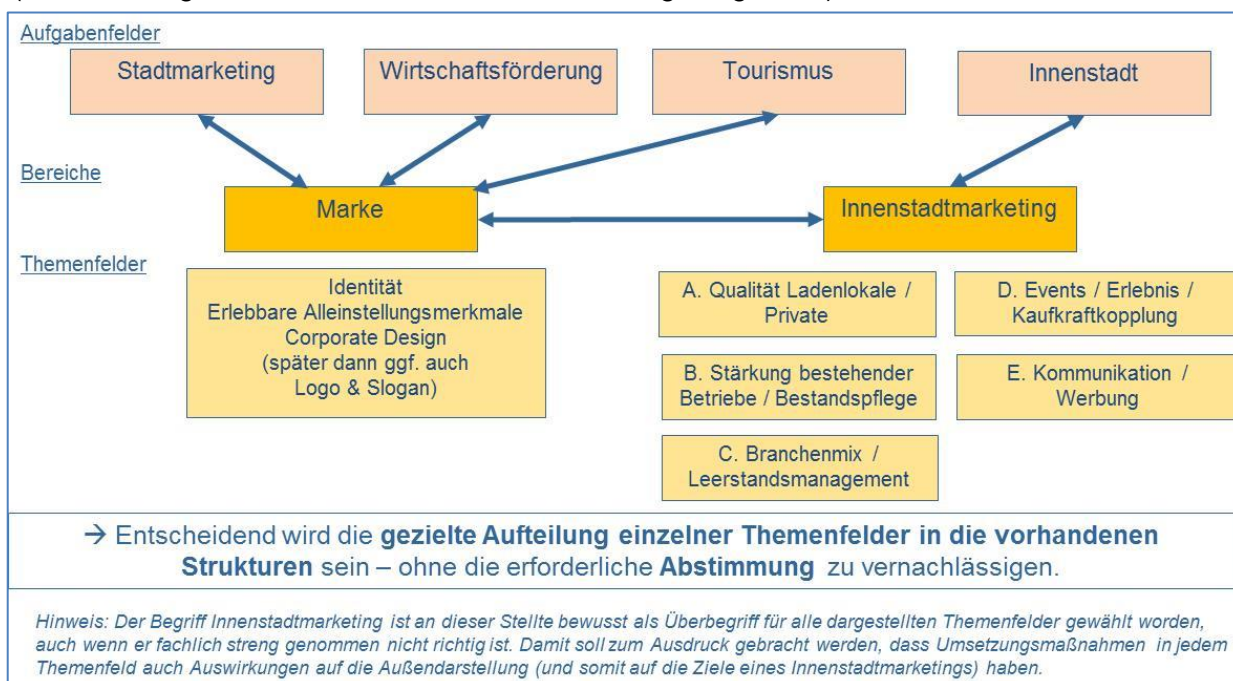 Aufgabenfelder
Stadtmarketing
Wirtschaftsförderung
Tourismus
Innenstadt
Bereiche
Marke
Innenstadtmarketing
Themenfelder
Identität
Erlebbare Alleinstellungsmerkmale
Corporate Design
(später dann ggf. auch
Logo & Slogan)
A. Qualität Ladenlokale /
Private
D. Events / Erlebnis /
Kaufkraftkopplung
B. Stärkung bestehender
Betriebe / Bestandspflege
E. Kommunikation /
Werbung
C. Branchenmix /
Leerstandsmanagement
→ Entscheidend wird die gezielte Aufteilung einzelner Themenfelder in die vorhandenen
Strukturen sein – ohne die erforderliche Abstimmung zu vernachlässigen.
Hinweis: Der Begriff Innenstadtmarketing ist an dieser Stellte bewusst als Überbegriff für alle dargestellten Themenfelder gewählt worden,
auch wenn er fachlich streng genommen nicht richtig ist. Damit soll zum Ausdruck gebracht werden, dass Umsetzungsmaßnahmen in jedem
Themenfeld auch Auswirkungen auf die Außendarstellung (und somit auf die Ziele eines Innenstadtmarketings) haben.